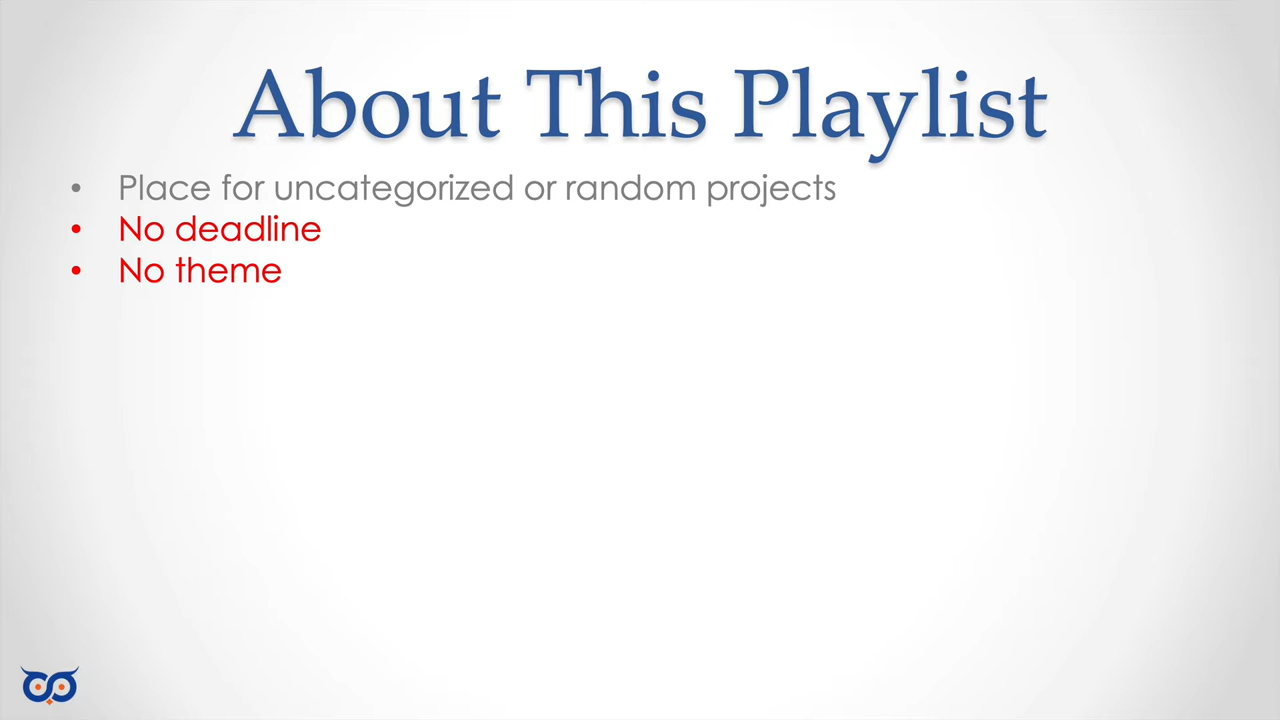 About This Playlist
• Place for uncategorized or random projects
• No deadline
• No theme